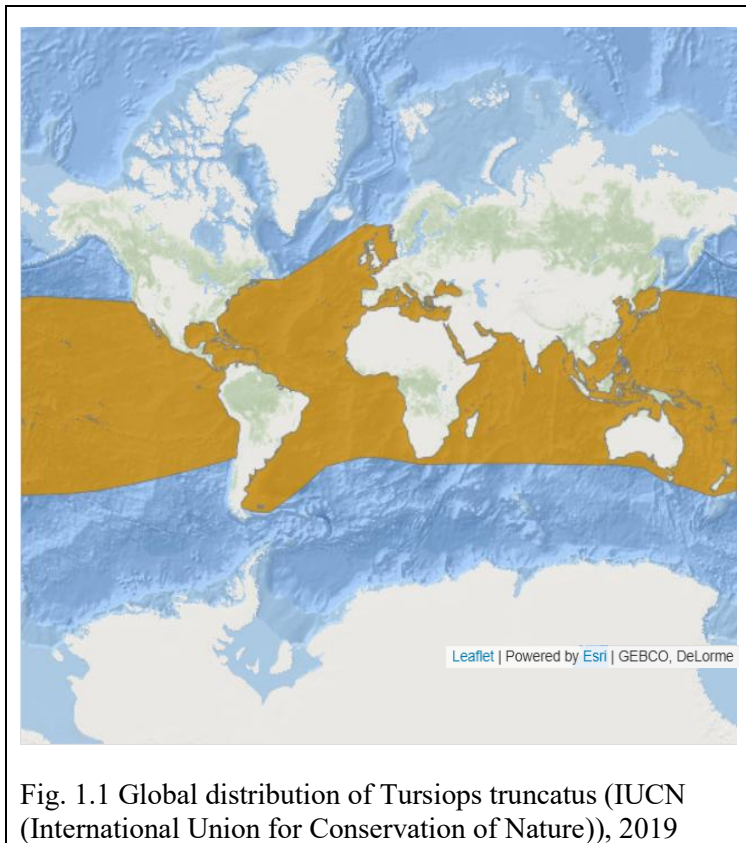 Leaflet | Powered by Esri | GEBCO, DeLorme
Fig. 1.1 Global distribution of Tursiops truncatus (IUCN
(International Union for Conservation of Nature)), 2019